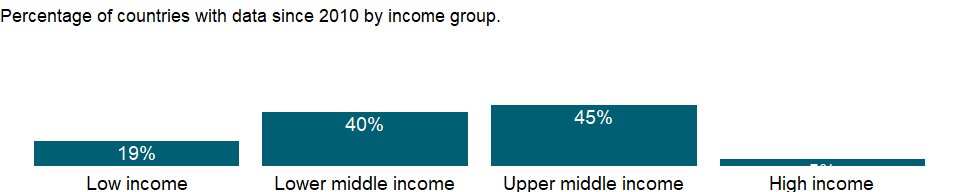 Percentage of countries with data since 2010 by income group.
19%
40%
45%
Low income
Lower middle income
Upper middle income
High income